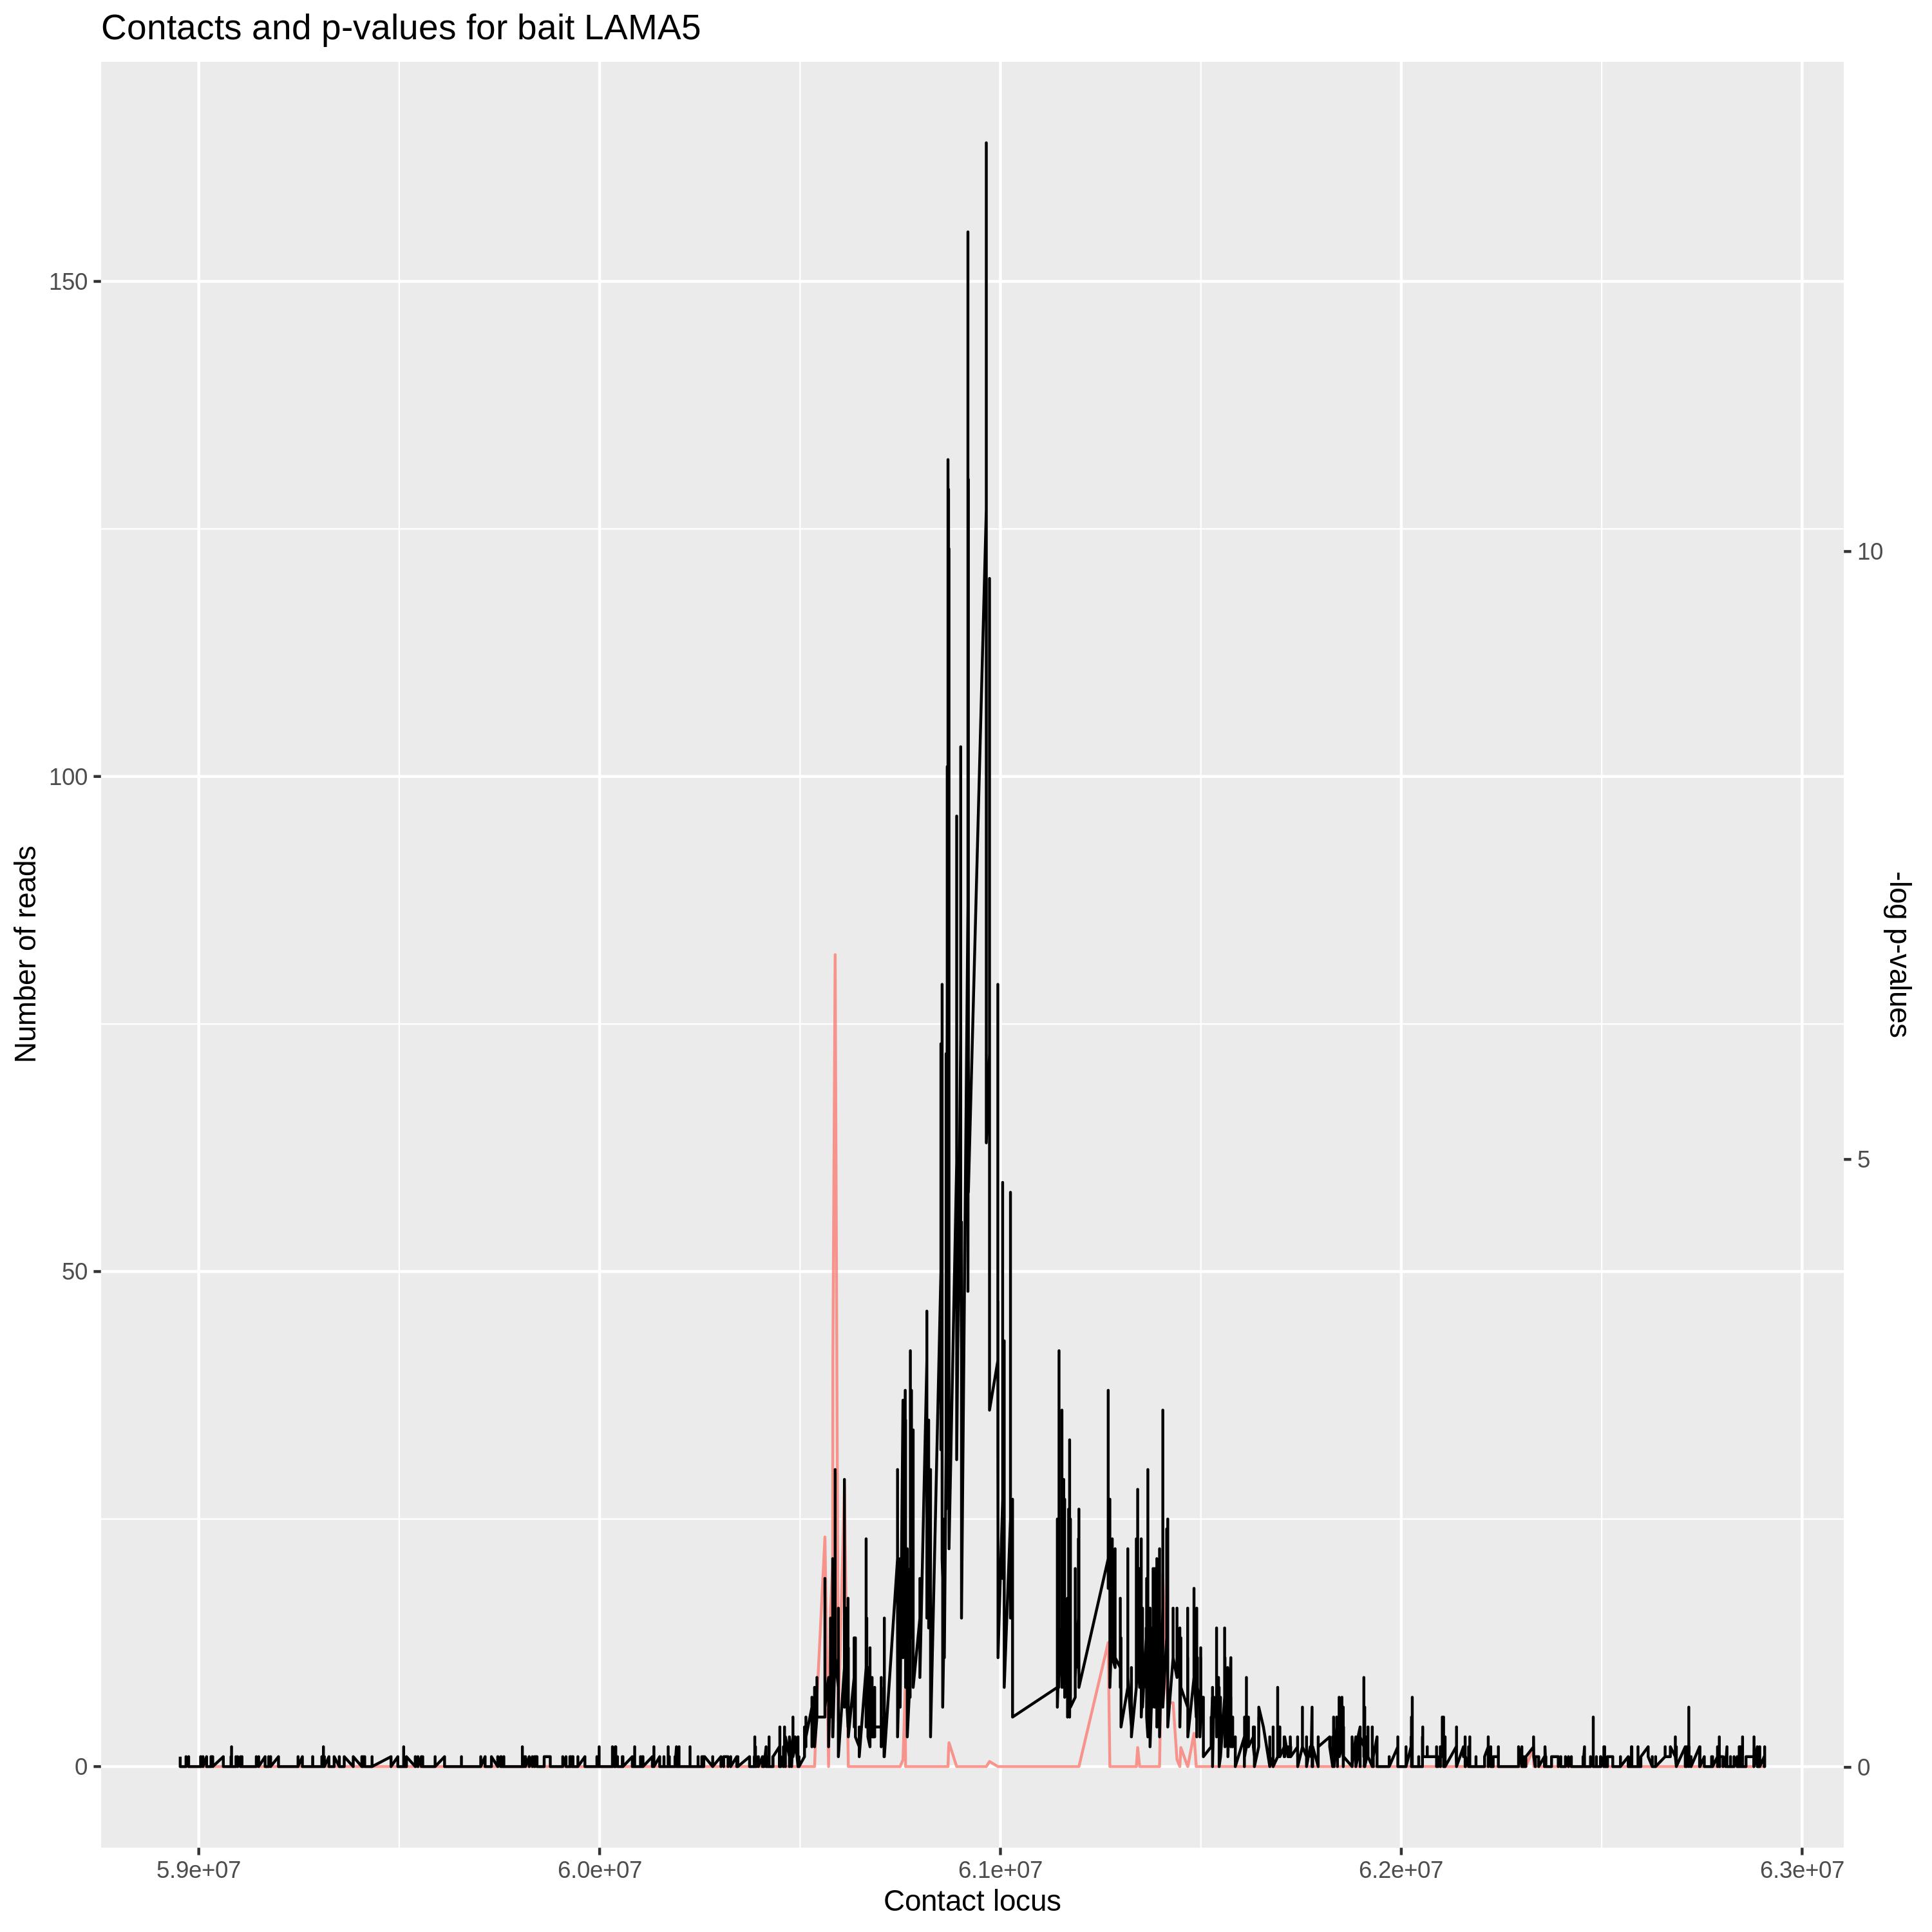 Contacts and p-values for bait LAMA5
150
100
50
0
Number of reads
10
5
0
-log p-values
5.9e+07 6.0e+07 6.1e+07 6.2e+07 6.3e+07
Contact locus